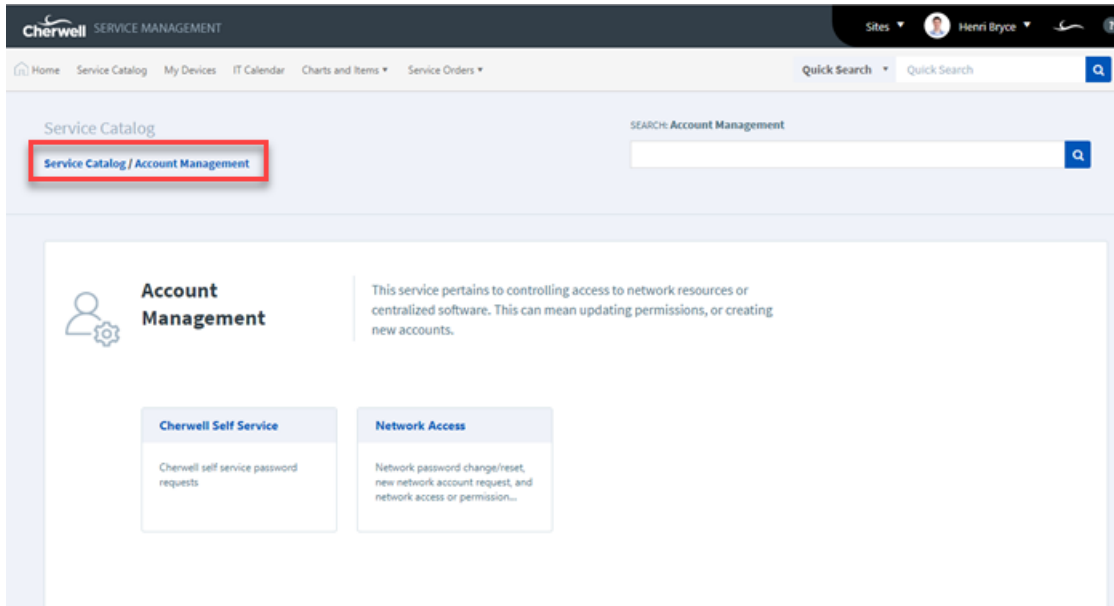 Cherwell SERVICE MANAGEMENT
Sites ▼ Henri Bryce ▼ ?
Home Service Catalog My Devices IT Calendar Charts and Items ▾ Service Orders ▾ Quick Search ▾ Quick Search
Service Catalog
SEARCH: Account Management
Service Catalog / Account Management
Account
Management
This service pertains to controlling access to network resources or
centralized software. This can mean updating permissions, or creating
new accounts.
Cherwell Self Service
Cherwell self service password
requests
Network Access
Network password change/reset,
new network account request, and
network access or permission...